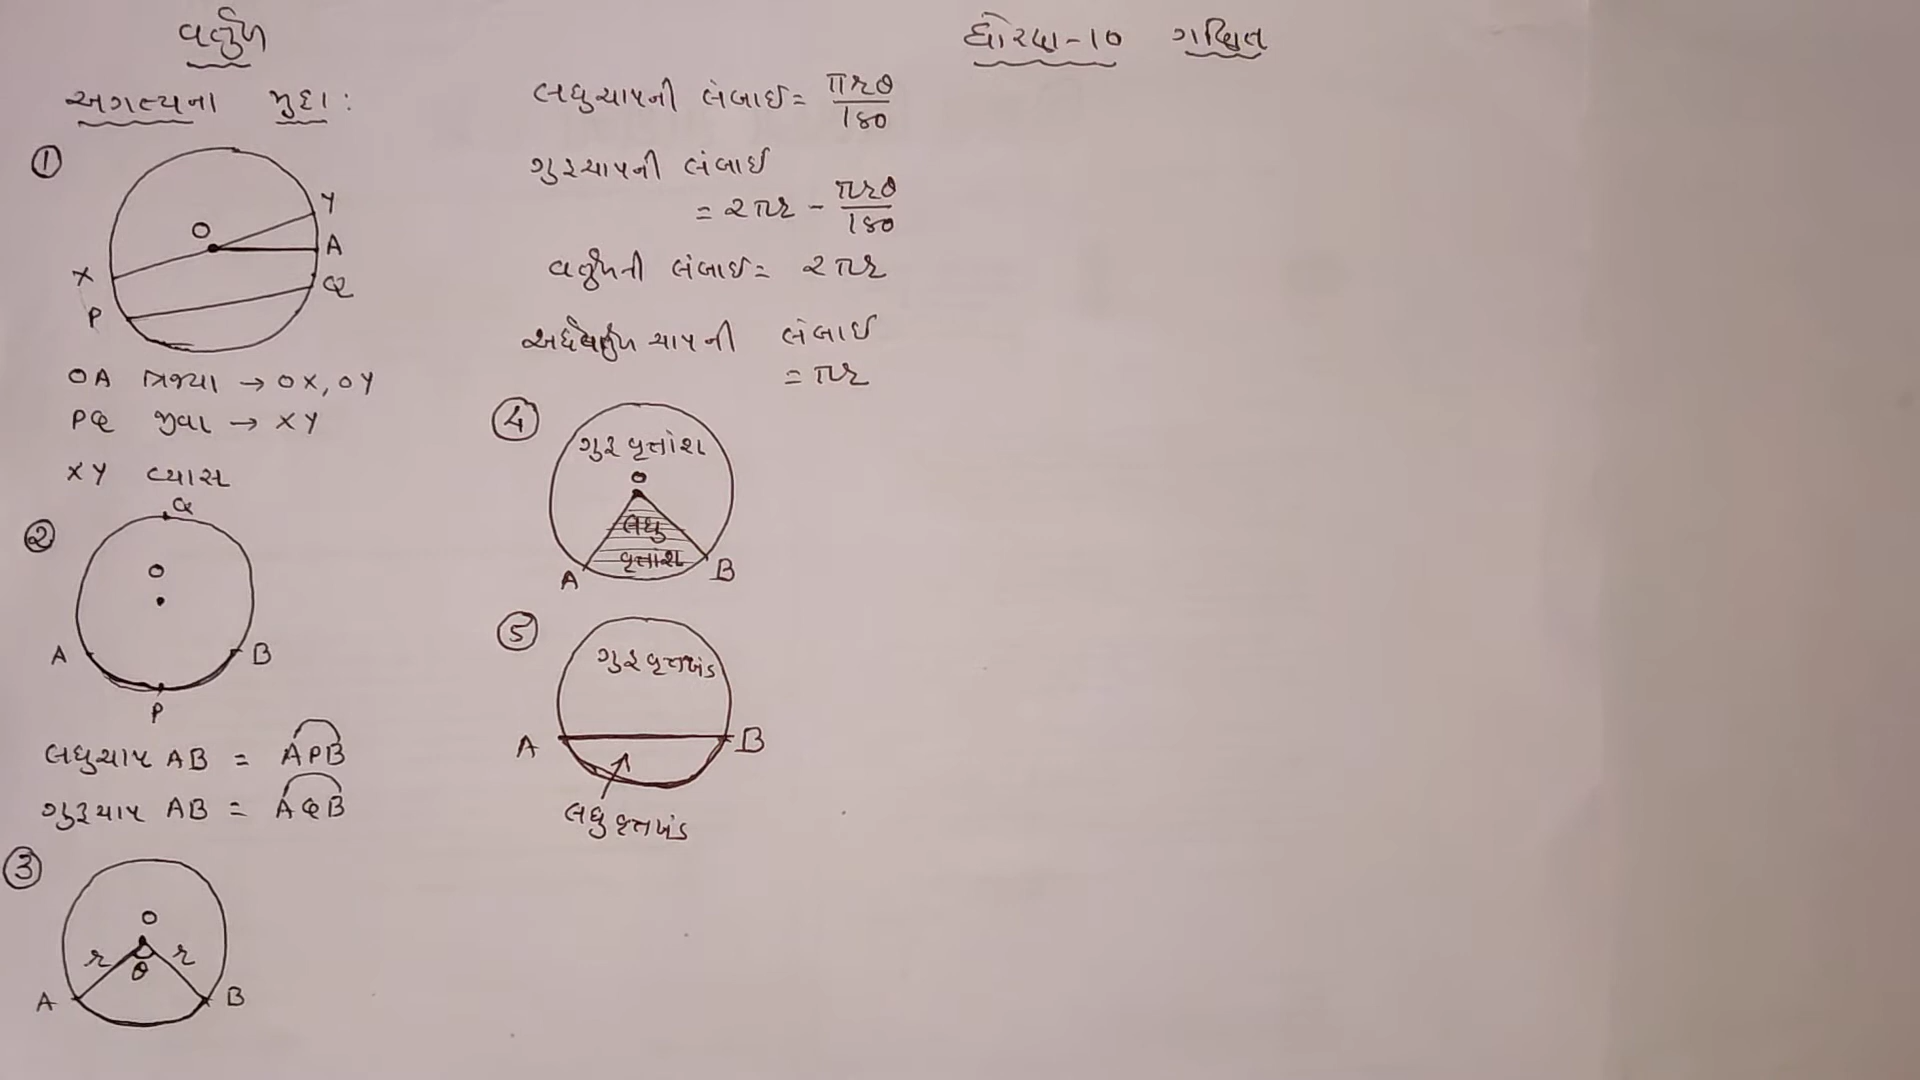 વર્તુળ
ધોરણ-10 ગણિત
અગત્યના મુદ્દા :
①
Y
O
A
X
Q
P
OA ત્રિજ્યા → OX, OY
PQ જીવા → XY
XY વ્યાસ
②
Q
O
A
B
P
લઘુચાપ AB = APB
ગુરૂચાપ AB = AQB
③
O
r r
θ
A
B
લઘુચાપની લંબાઈ = πrθ/180
ગુરૂચાપની લંબાઈ
= 2πr - πrθ/180
વર્તુળની લંબાઈ = 2πr
અર્ધવર્તુળ ચાપની લંબાઈ
= πr
④
ગુરૂ વૃત્તાંશ
O
લઘુ
વૃત્તાંશ
A
B
⑤
ગુરૂ વૃત્તખંડ
A
B
લઘુ વૃત્તખંડ